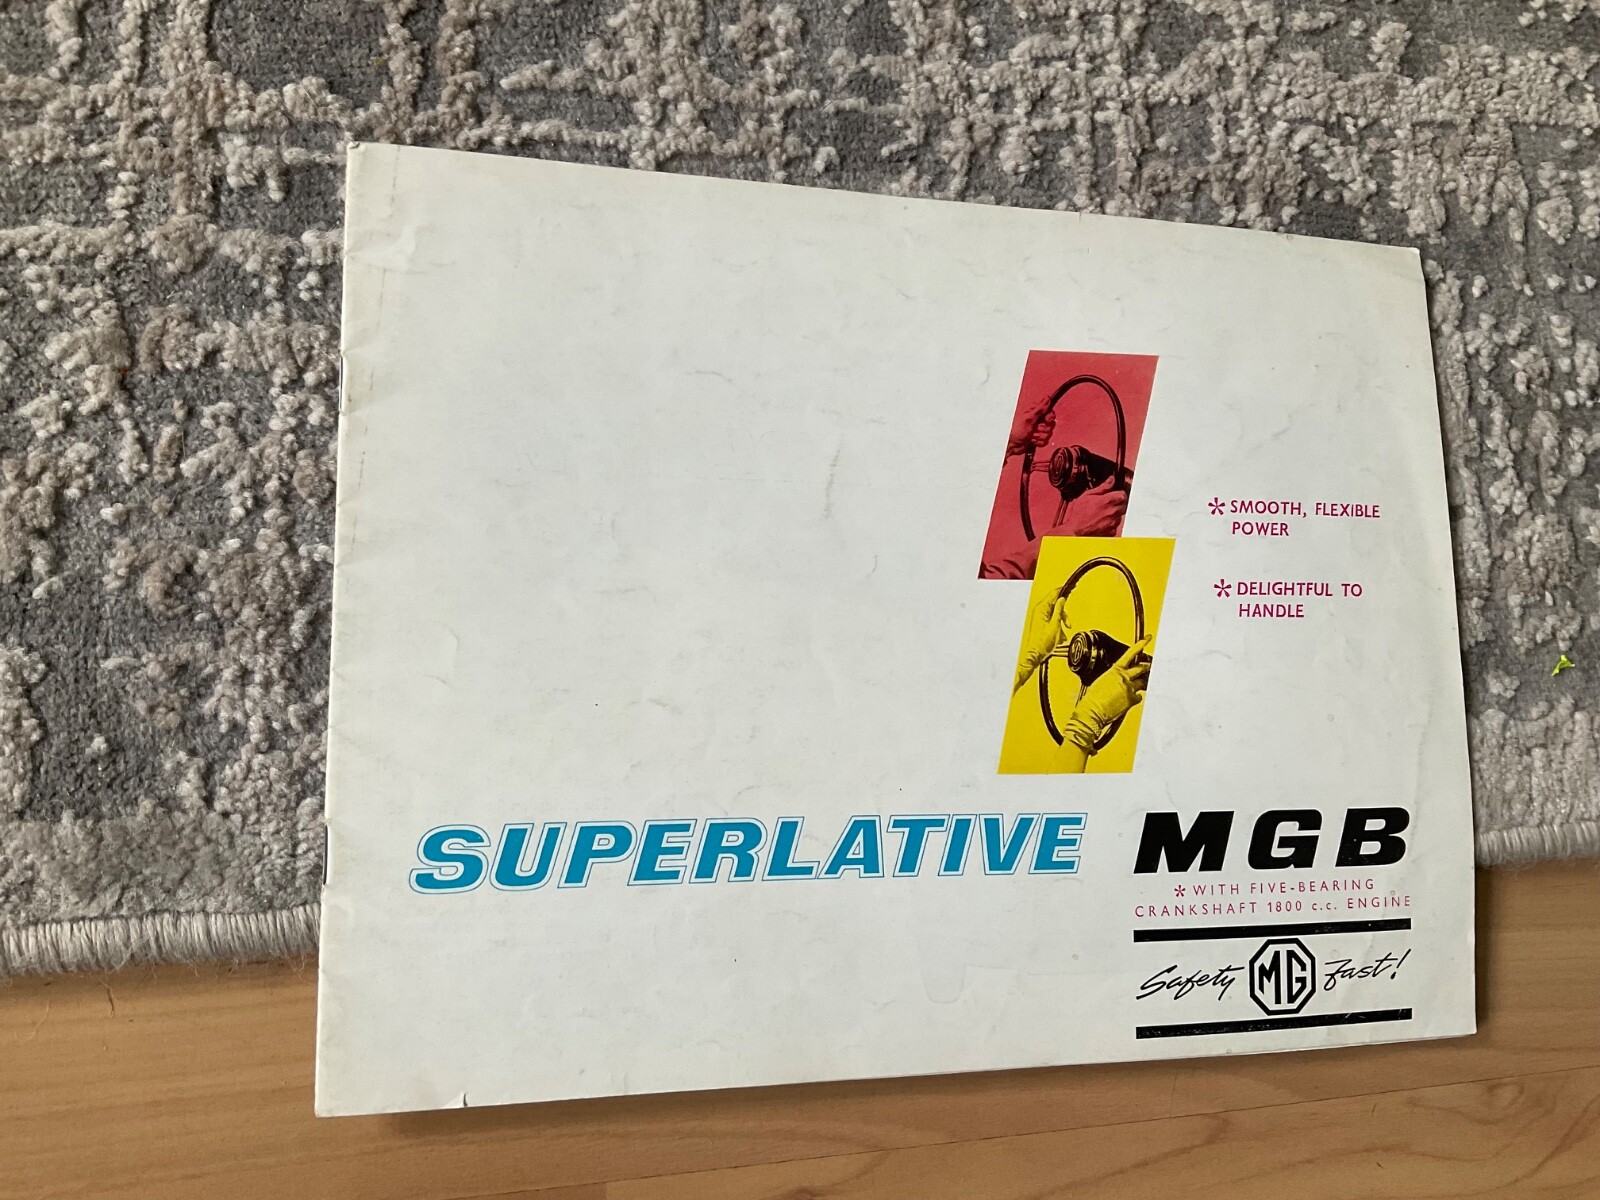 * SMOOTH, FLEXIBLE
POWER
* DELIGHTFUL TO
HANDLE
SUPERLATIVE MGB
* WITH FIVE-BEARING
CRANKSHAFT 1800 c.c. ENGINE
Safety MG Fast!